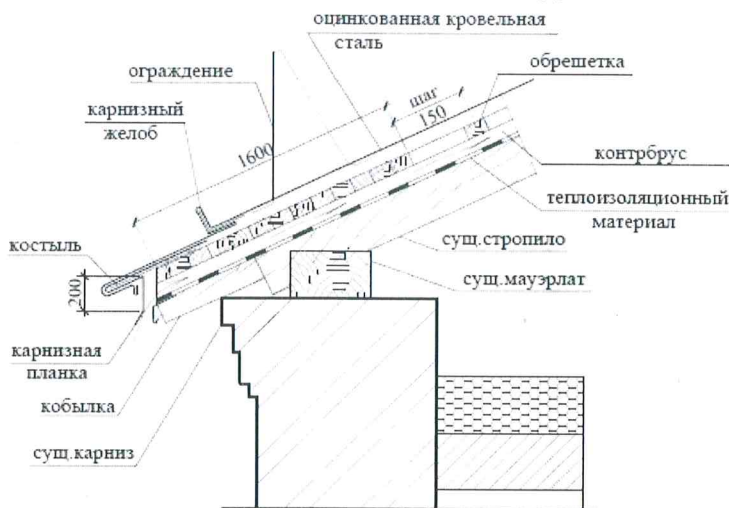 оцинкованная кровельная
сталь
ограждение
обрешетка
карнизный
желоб
шаг
150
1600
контрбрус
теплоизоляционный
материал
костыль
сущ.стропило
сущ.мауэрлат
200
карнизная
планка
кобылка
сущ.карниз